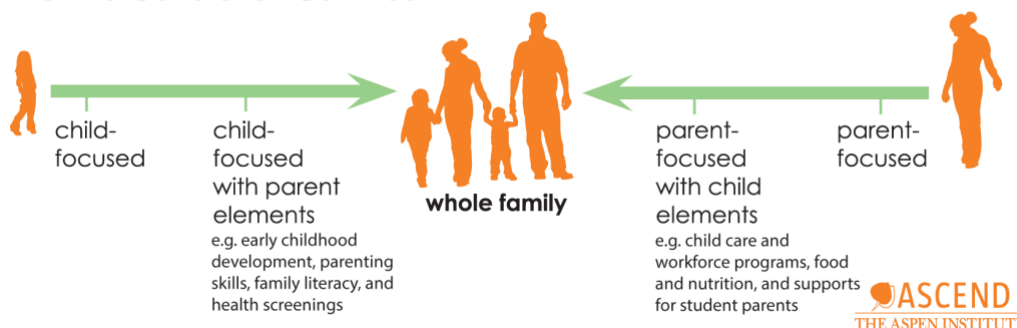 child-
focused
child-
focused
with parent
elements
e.g. early childhood
development, parenting
skills, family literacy, and
health screenings
whole family
parent-
focused
with child
elements
e.g. child care and
workforce programs, food
and nutrition, and supports
for student parents
parent-
focused
ASCEND
THE ASPEN INSTITUT